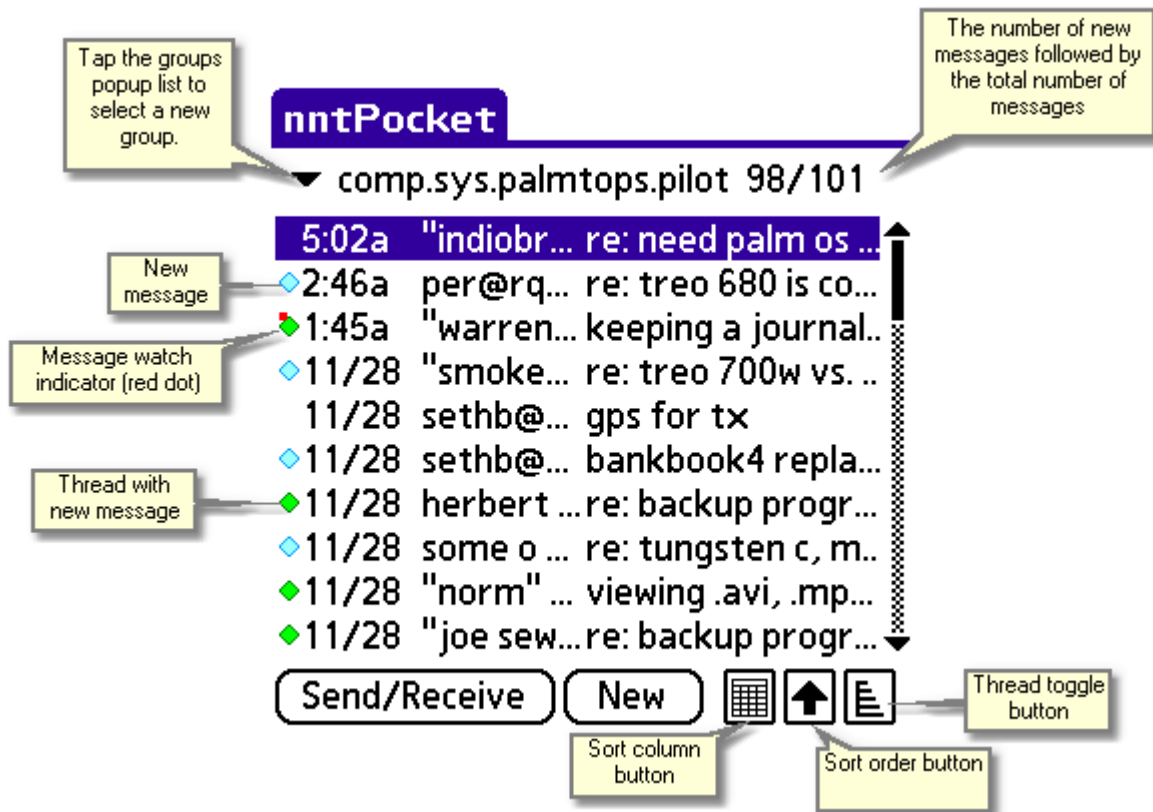 Tap the groups
popup list to
select a new
group.
The number of new
messages followed by
the total number of
messages
nntPocket
comp.sys.palmtops.pilot 98/101
5:02a "indiobr... re: need palm os ...
New
message
2:46a per@rq... re: treo 680 is co...
1:45a "warren... keeping a journal..
Message watch
indicator (red dot)
11/28 "smoke... re: treo 700w vs. ..
11/28 sethb@... gps for tx
11/28 sethb@... bankbook4 repla...
Thread with
new message
11/28 herbert ... re: backup progr...
11/28 some o ... re: tungsten c, m..
11/28 "norm" ... viewing .avi, .mp...
11/28 "joe sew... re: backup progr...
Send/Receive New
Thread toggle
button
Sort column
button
Sort order button